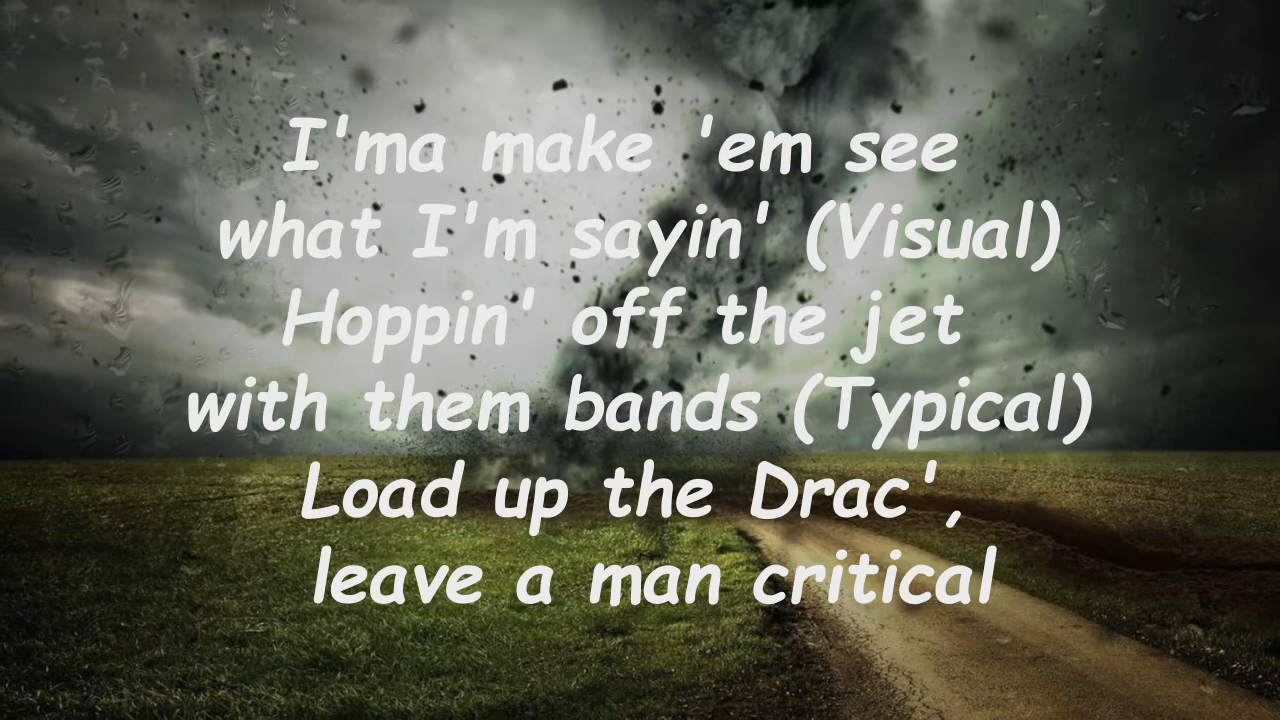 I'ma make 'em see
what I'm sayin' (Visual)
Hoppin' off the jet
with them bands (Typical)
Load up the Drac',
leave a man critical